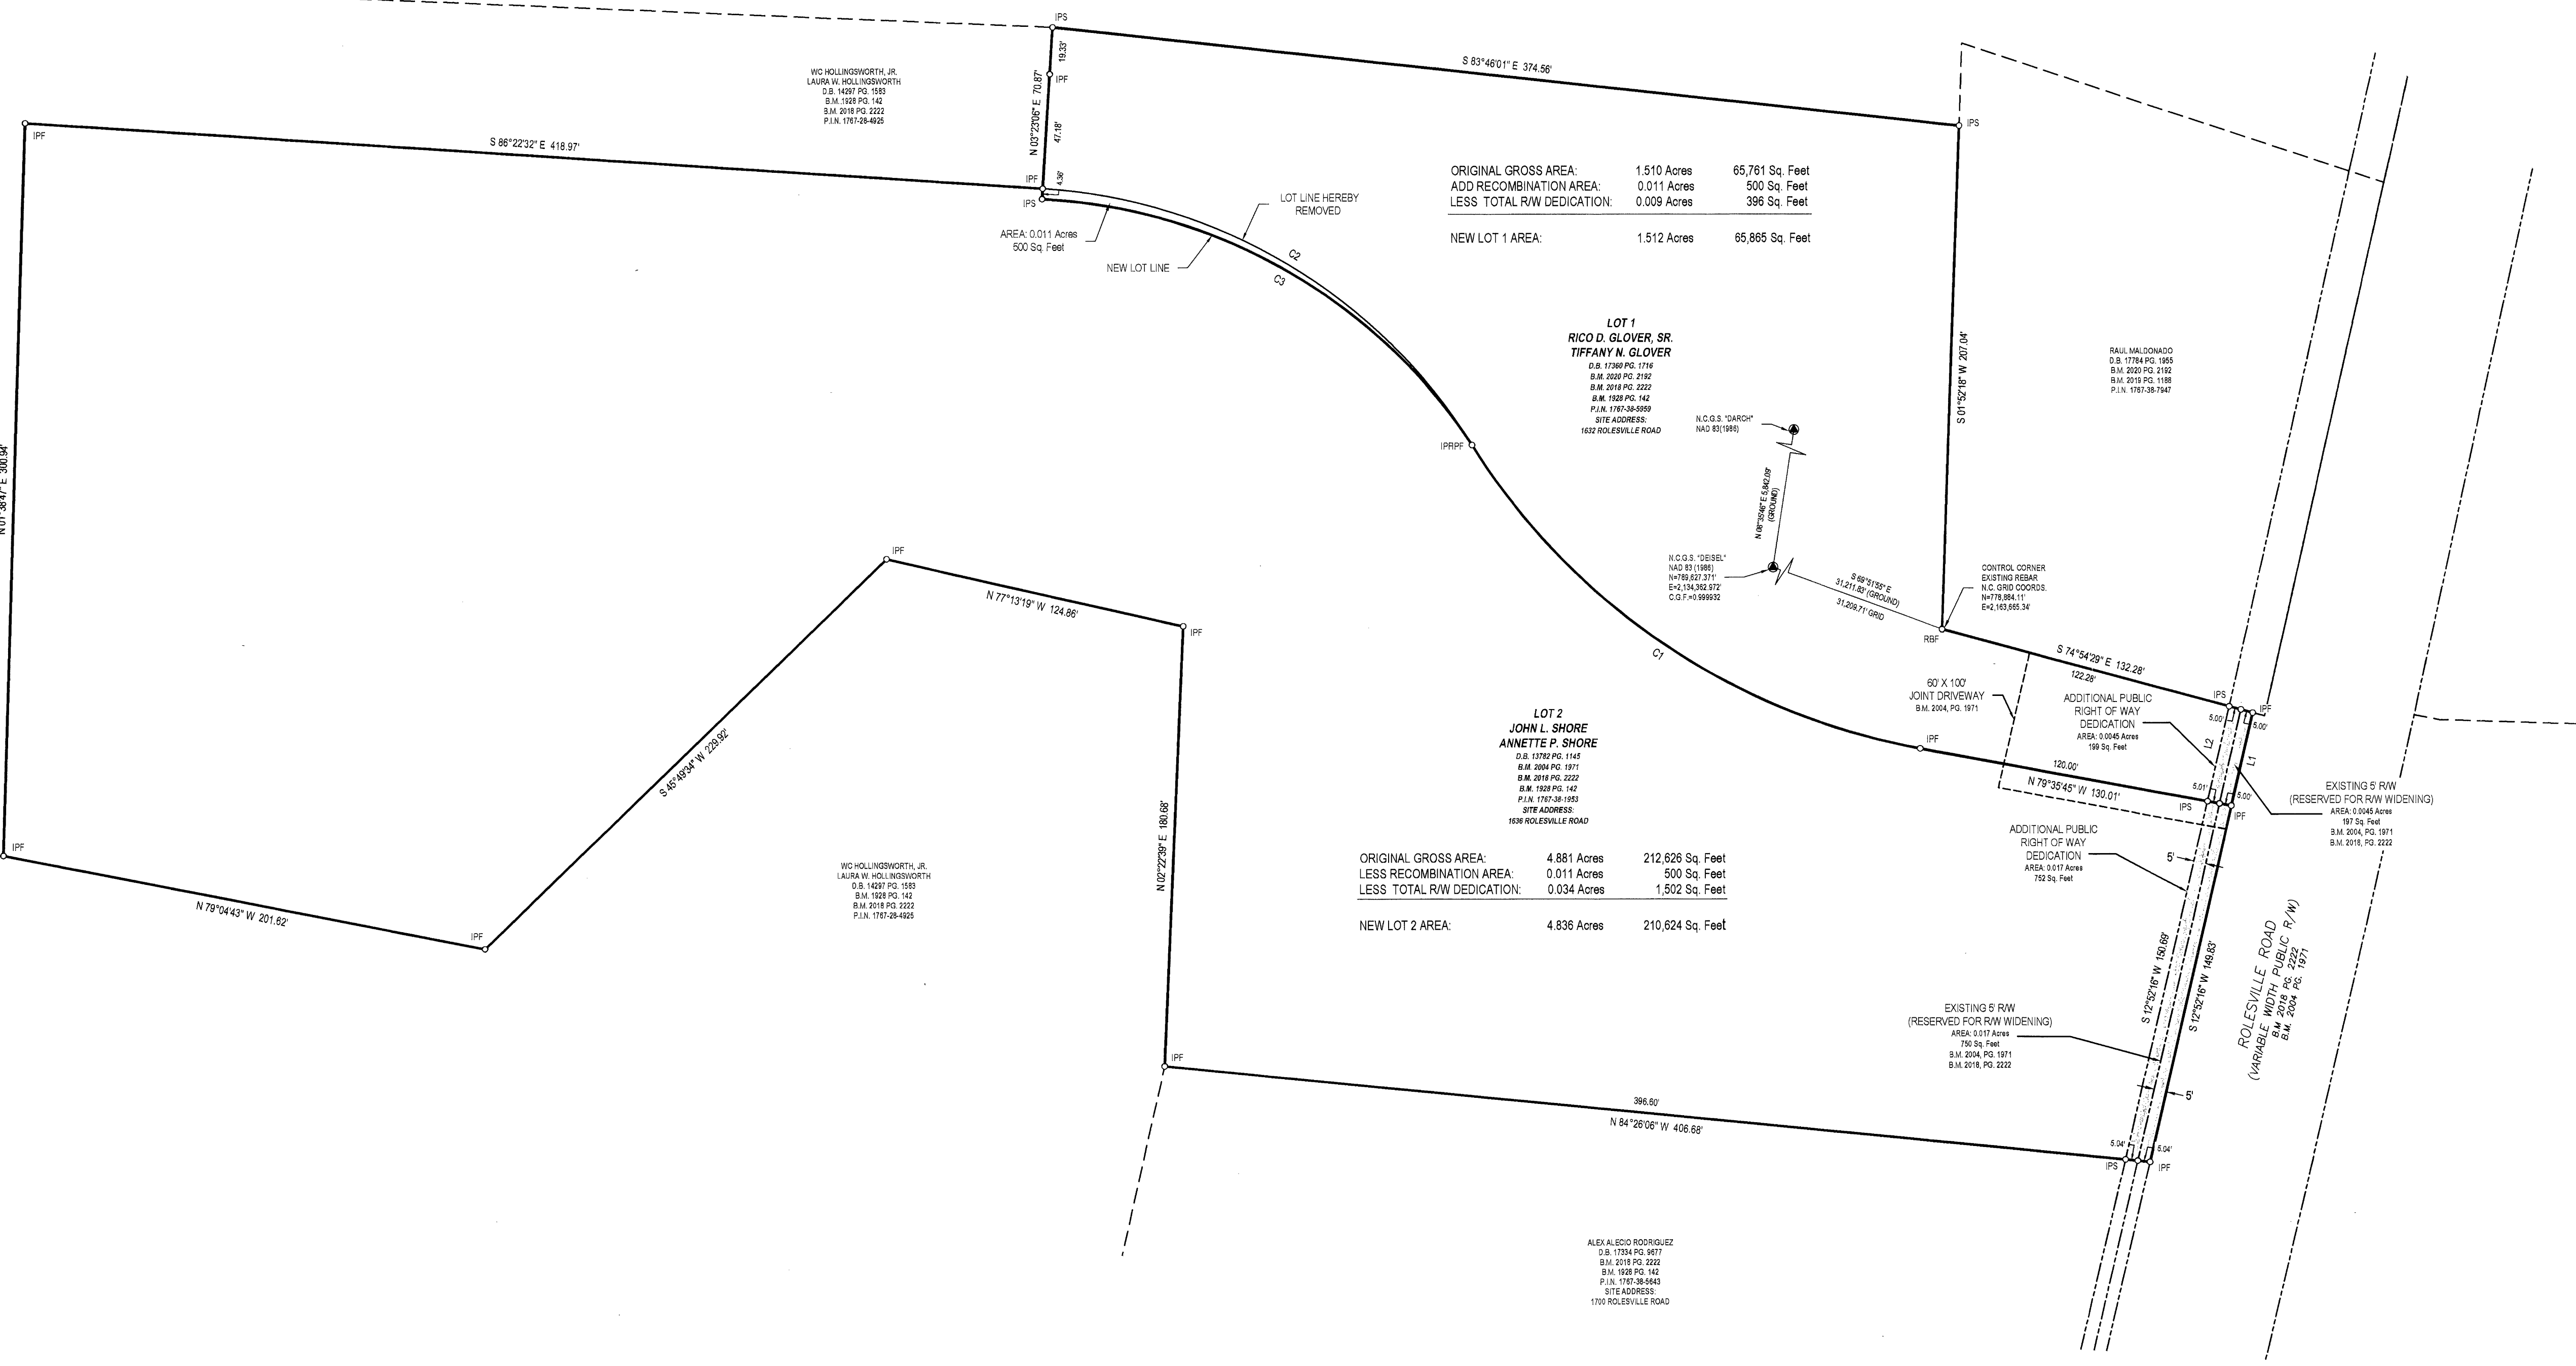 IPS
19.33'
IPF
N 03°23'06" E 70.87'
47.18'
4.36'
S 83°46'01" E 374.56'
IPS
WC HOLLINGSWORTH, JR.
LAURA W. HOLLINGSWORTH
D.B. 14297 PG. 1583
B.M. 1928 PG. 142
B.M. 2018 PG. 2222
P.I.N. 1767-28-4925
IPF
S 86°22'32" E 418.97'
IPF
IPS
AREA: 0.011 Acres
500 Sq. Feet
NEW LOT LINE
LOT LINE HEREBY
REMOVED
C2
C3
ORIGINAL GROSS AREA: 1.510 Acres 65,761 Sq. Feet
ADD RECOMBINATION AREA: 0.011 Acres 500 Sq. Feet
LESS TOTAL R/W DEDICATION: 0.009 Acres 396 Sq. Feet
NEW LOT 1 AREA: 1.512 Acres 65,865 Sq. Feet
LOT 1
RICO D. GLOVER, SR.
TIFFANY N. GLOVER
D.B. 17360 PG. 1716
B.M. 2020 PG. 2192
B.M. 2018 PG. 2222
B.M. 1928 PG. 142
P.I.N. 1767-38-5959
SITE ADDRESS:
1632 ROLESVILLE ROAD
S 01°52'18" W 207.04'
RAUL MALDONADO
D.B. 17784 PG. 1955
B.M. 2020 PG. 2192
B.M. 2019 PG. 1188
P.I.N. 1767-38-7947
N.C.G.S. "DARCH"
NAD 83(1986)
N 08°35'46" E 5,842.09'
(GROUND)
N.C.G.S. "DEISEL"
NAD 83 (1986)
N=789,627.371'
E=2,134,362.972'
C.G.F.=0.999932
S 69°51'55" E
31,211.83' (GROUND)
31,209.71' GRID
CONTROL CORNER
EXISTING REBAR
N.C. GRID COORDS.
N=778,884.11'
E=2,163,665.34'
RBF
IPRPF
N 01°38'47" E 300.94'
IPF
N 77°13'19" W 124.86'
IPF
C1
S 74°54'29" E 132.28'
122.28'
60' X 100'
JOINT DRIVEWAY
B.M. 2004, PG. 1971
ADDITIONAL PUBLIC
RIGHT OF WAY
DEDICATION
AREA: 0.0045 Acres
199 Sq. Feet
IPS
IPF
5.00'
5.00'
L2
L1
IPF
120.00'
N 79°35'45" W 130.01'
5.01'
5.00'
IPS
IPF
EXISTING 5' R/W
(RESERVED FOR R/W WIDENING)
AREA: 0.0045 Acres
197 Sq. Feet
B.M. 2004, PG. 1971
B.M. 2018, PG. 2222
LOT 2
JOHN L. SHORE
ANNETTE P. SHORE
D.B. 13782 PG. 1145
B.M. 2004 PG. 1971
B.M. 2018 PG. 2222
B.M. 1928 PG. 142
P.I.N. 1767-38-1953
SITE ADDRESS:
1636 ROLESVILLE ROAD
ORIGINAL GROSS AREA: 4.881 Acres 212,626 Sq. Feet
LESS RECOMBINATION AREA: 0.011 Acres 500 Sq. Feet
LESS TOTAL R/W DEDICATION: 0.034 Acres 1,502 Sq. Feet
NEW LOT 2 AREA: 4.836 Acres 210,624 Sq. Feet
ADDITIONAL PUBLIC
RIGHT OF WAY
DEDICATION
AREA: 0.017 Acres
752 Sq. Feet
5'
S 45°49'34" W 229.92'
N 02°22'39" E 180.68'
IPF
N 79°04'43" W 201.62'
IPF
WC HOLLINGSWORTH, JR.
LAURA W. HOLLINGSWORTH
D.B. 14297 PG. 1583
B.M. 1928 PG. 142
B.M. 2018 PG. 2222
P.I.N. 1767-28-4925
S 12°52'16" W 150.69'
S 12°52'16" W 149.83'
ROLESVILLE ROAD
(VARIABLE WIDTH PUBLIC R/W)
B.M 2018 PG. 2222
B.M. 2004 PG. 1971
EXISTING 5' R/W
(RESERVED FOR R/W WIDENING)
AREA: 0.017 Acres
750 Sq. Feet
B.M. 2004, PG. 1971
B.M. 2018, PG. 2222
5'
IPF
396.60'
N 84°26'06" W 406.68'
5.04'
5.04'
IPS
IPF
ALEX ALECIO RODRIGUEZ
D.B. 17334 PG. 9677
B.M. 2018 PG. 2222
B.M. 1928 PG. 142
P.I.N. 1767-38-5643
SITE ADDRESS:
1700 ROLESVILLE ROAD